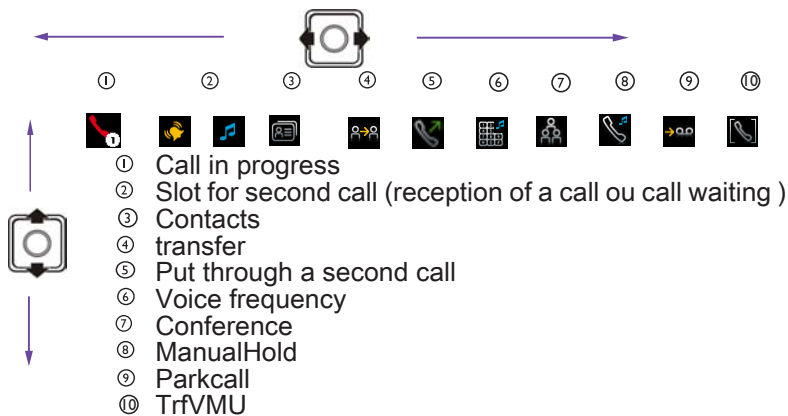 ① ② ③ ④ ⑤ ⑥ ⑦ ⑧ ⑨ ⑩
1
① Call in progress
② Slot for second call (reception of a call ou call waiting )
③ Contacts
④ transfer
⑤ Put through a second call
⑥ Voice frequency
⑦ Conference
⑧ ManualHold
⑨ Parkcall
⑩ TrfVMU